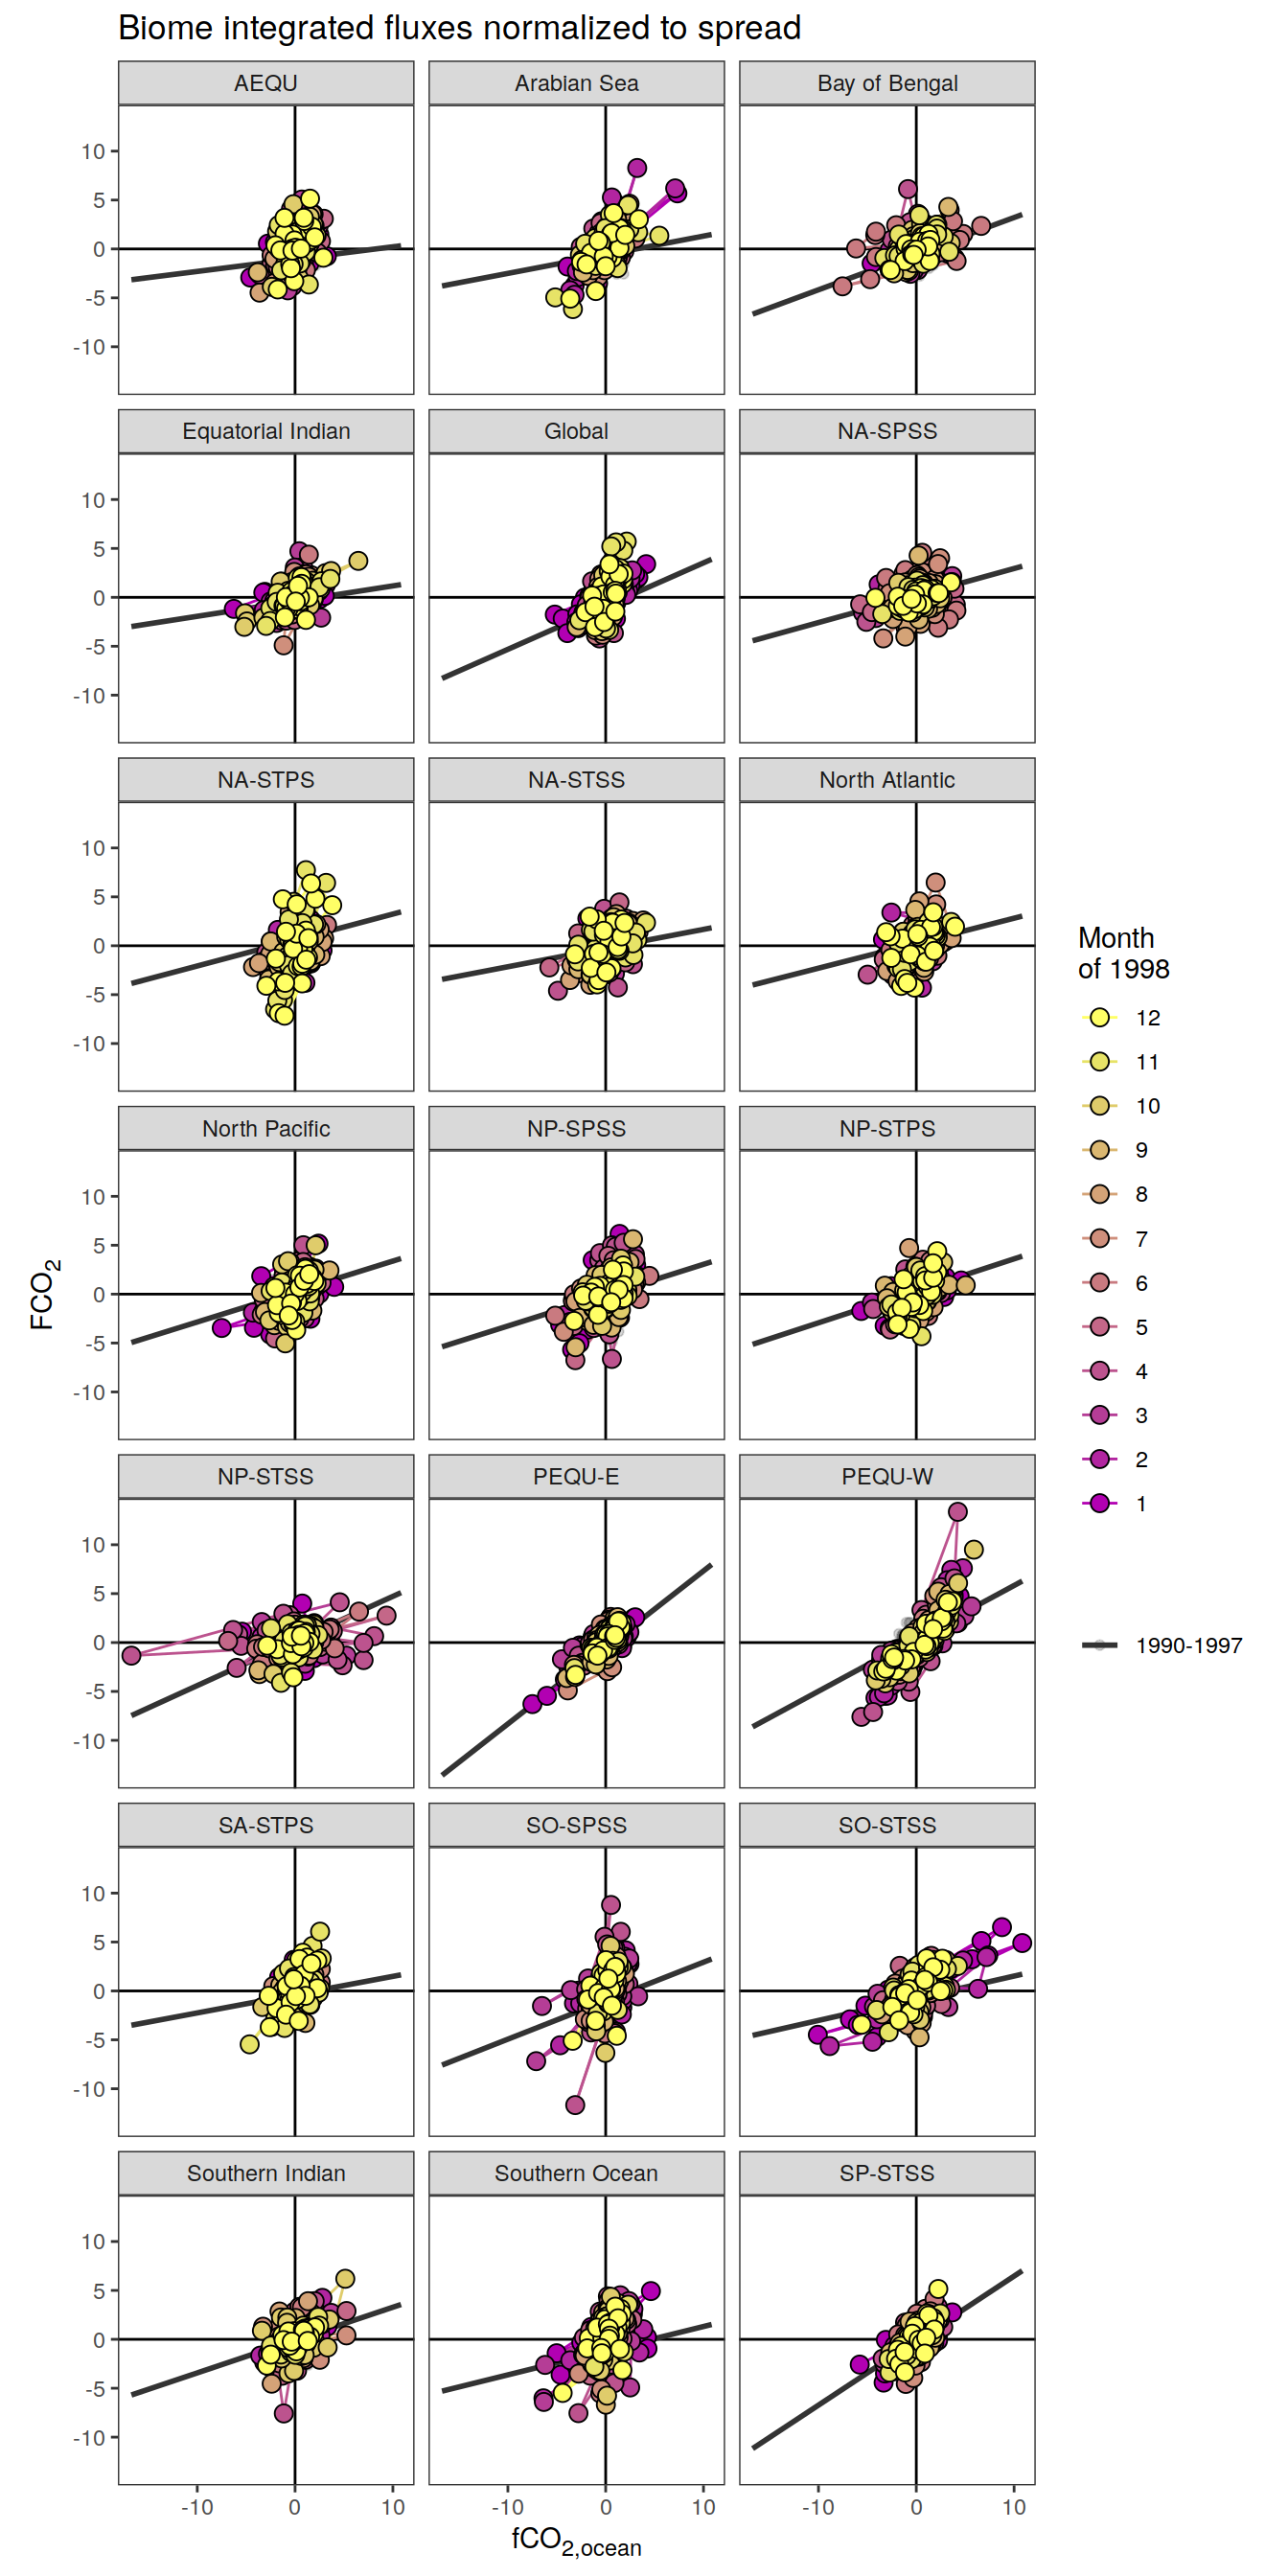 Biome integrated fluxes normalized to spread
AEQU
Arabian Sea
Bay of Bengal
10
5
0
-5
-10
Equatorial Indian
Global
NA-SPSS
10
5
0
-5
-10
NA-STPS
NA-STSS
North Atlantic
10
5
0
-5
-10
North Pacific
NP-SPSS
NP-STPS
10
5
0
-5
-10
NP-STSS
PEQU-E
PEQU-W
10
5
0
-5
-10
SA-STPS
SO-SPSS
SO-STSS
10
5
0
-5
-10
Southern Indian
Southern Ocean
SP-STSS
10
5
0
-5
-10
-10 0 10
-10 0 10
-10 0 10
fCO2,ocean
FCO2
Month
of 1998
12
11
10
9
8
7
6
5
4
3
2
1
1990-1997